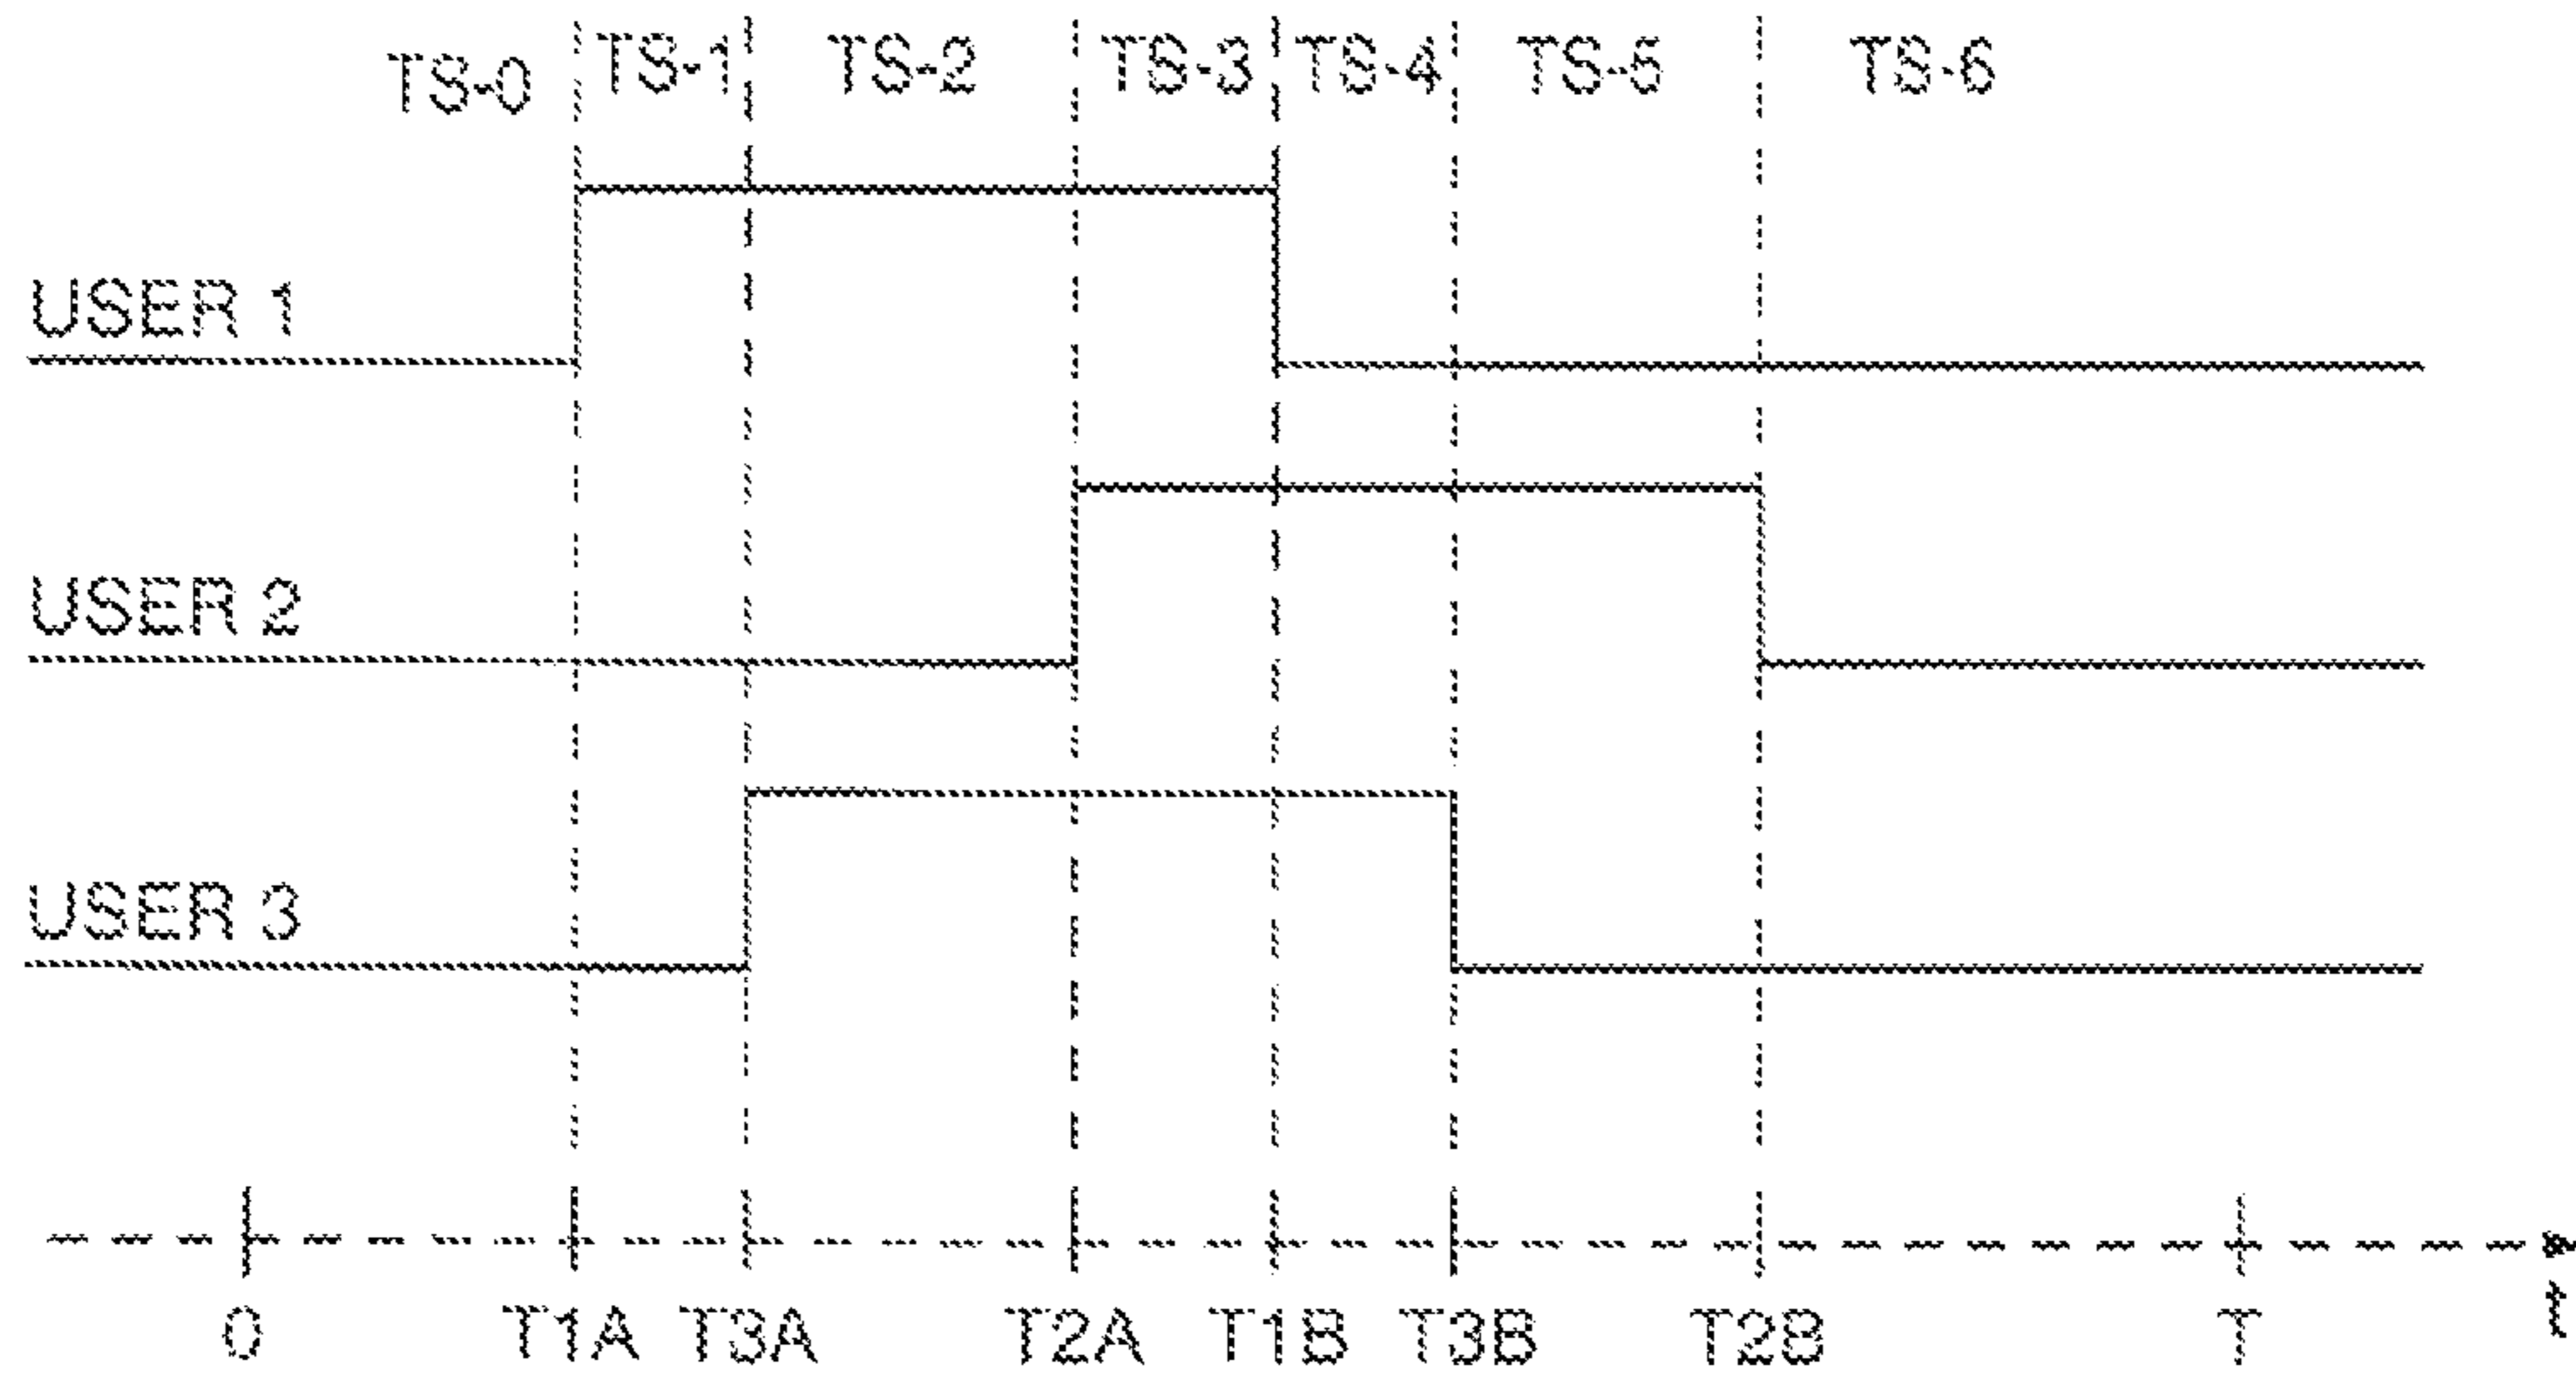 TS-0 TS-1 TS-2 TS-3 TS-4 TS-5 TS-6
USER 1
USER 2
USER 3
0 T1A T3A T2A T1B T3B T2B T t